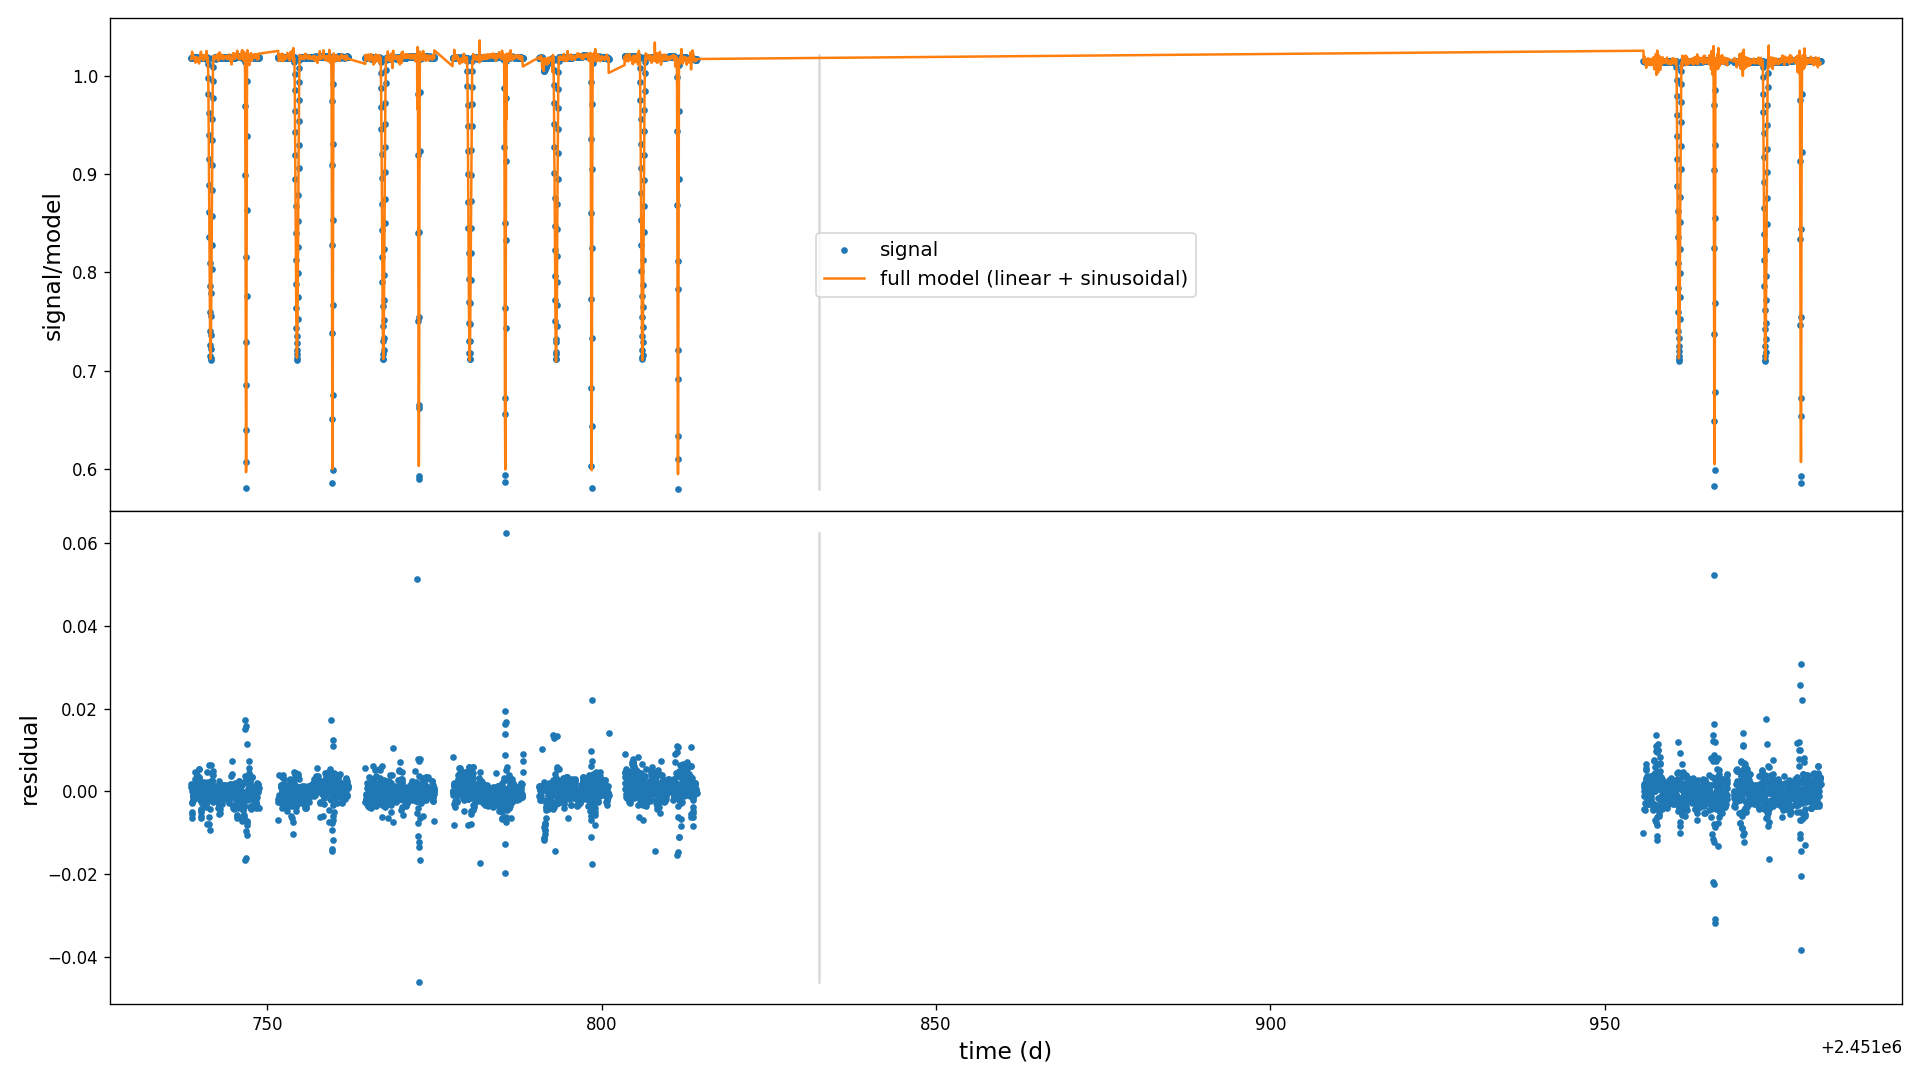 1.0
0.9
0.8
0.7
0.6
signal/model
signal
full model (linear + sinusoidal)
0.06
0.04
0.02
0.00
−0.02
−0.04
residual
750
800
850
900
950
time (d)
+2.451e6